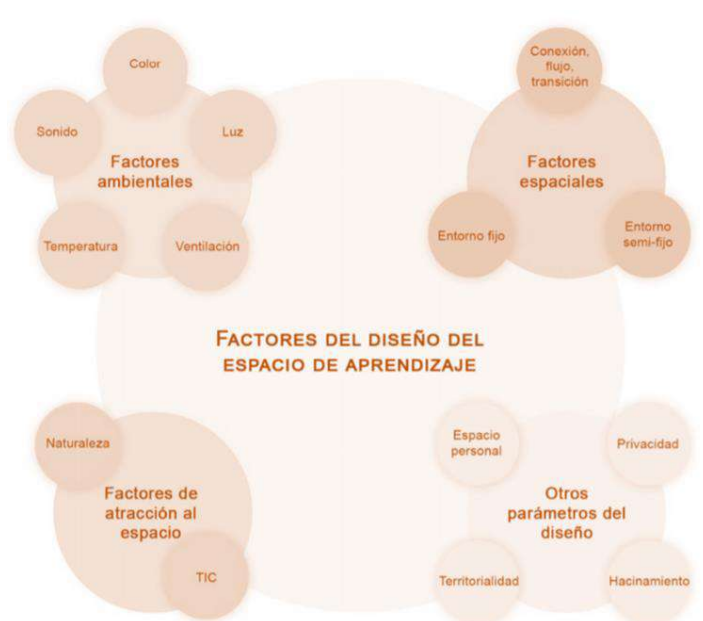 Color
Sonido
Luz
Factores
ambientales
Temperatura
Ventilación
Conexión,
flujo,
transición
Factores
espaciales
Entorno fijo
Entorno
semi-fijo
FACTORES DEL DISEÑO DEL
ESPACIO DE APRENDIZAJE
Naturaleza
Factores de
atracción al
espacio
TIC
Espacio
personal
Privacidad
Otros
parámetros del
diseño
Territorialidad
Hacinamiento